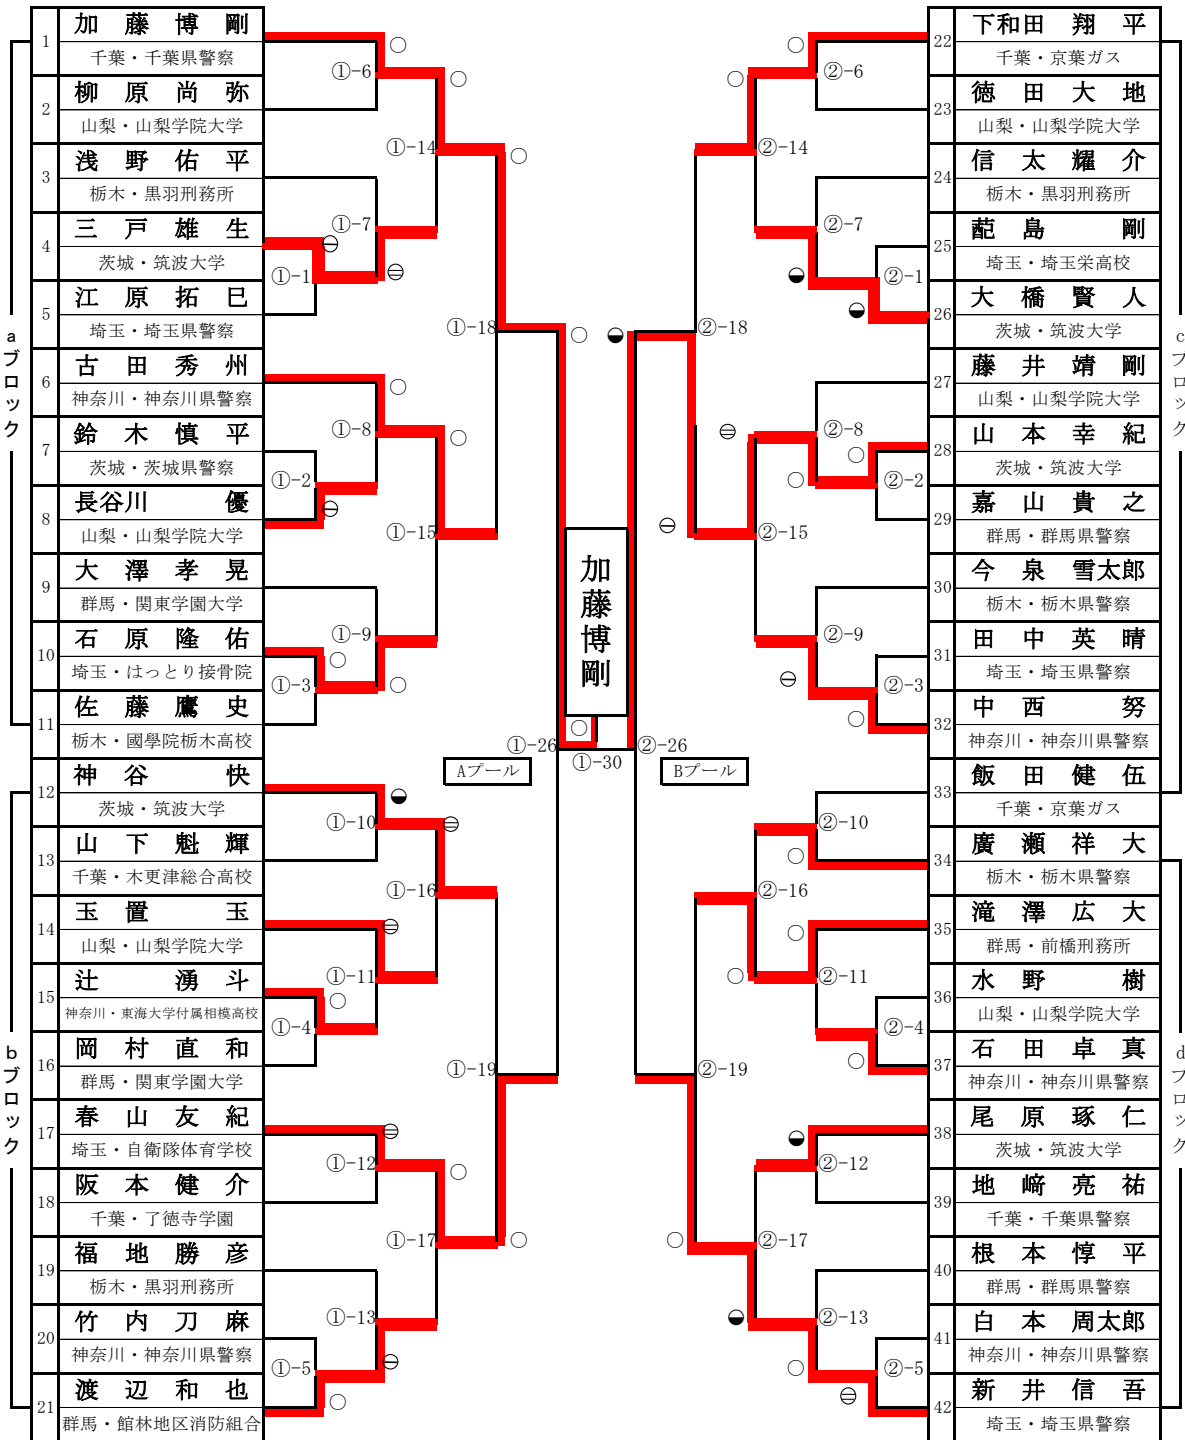 aブロック
1
加藤博剛
千葉・千葉県警察
2
柳原尚弥
山梨・山梨学院大学
3
浅野佑平
栃木・黒羽刑務所
4
三戸雄生
茨城・筑波大学
5
江原拓巳
埼玉・埼玉県警察
6
古田秀州
神奈川・神奈川県警察
7
鈴木慎平
茨城・茨城県警察
8
長谷川優
山梨・山梨学院大学
9
大澤孝晃
群馬・関東学園大学
10
石原隆佑
埼玉・はっとり接骨院
11
佐藤鷹史
栃木・國學院栃木高校
bブロック
12
神谷快
茨城・筑波大学
13
山下魁輝
千葉・木更津総合高校
14
玉置玉
山梨・山梨学院大学
15
辻湧斗
神奈川・東海大学付属相模高校
16
岡村直和
群馬・関東学園大学
17
春山友紀
埼玉・自衛隊体育学校
18
阪本健介
千葉・了徳寺学園
19
福地勝彦
栃木・黒羽刑務所
20
竹内刀麻
神奈川・神奈川県警察
21
渡辺和也
群馬・館林地区消防組合
①-1
①-2
①-3
①-4
①-5
①-6
①-7
①-8
①-9
①-10
①-11
①-12
①-13
①-14
①-15
①-16
①-17
①-18
①-19
①-26
Aプール
加藤博剛
①-30
②-26
Bプール
②-18
②-19
②-14
②-15
②-16
②-17
②-6
②-7
②-8
②-9
②-10
②-11
②-12
②-13
②-1
②-2
②-3
②-4
②-5
cブロック
22
下和田翔平
千葉・京葉ガス
23
徳田大地
山梨・山梨学院大学
24
信太耀介
栃木・黒羽刑務所
25
蓜島剛
埼玉・埼玉栄高校
26
大橋賢人
茨城・筑波大学
27
藤井靖剛
山梨・山梨学院大学
28
山本幸紀
茨城・筑波大学
29
嘉山貴之
群馬・群馬県警察
30
今泉雪太郎
栃木・栃木県警察
31
田中英晴
埼玉・埼玉県警察
32
中西努
神奈川・神奈川県警察
33
飯田健伍
千葉・京葉ガス
dブロック
34
廣瀬祥大
栃木・栃木県警察
35
滝澤広大
群馬・前橋刑務所
36
水野樹
山梨・山梨学院大学
37
石田卓真
神奈川・神奈川県警察
38
尾原琢仁
茨城・筑波大学
39
地﨑亮祐
千葉・千葉県警察
40
根本惇平
群馬・群馬県警察
41
白本周太郎
神奈川・神奈川県警察
42
新井信吾
埼玉・埼玉県警察